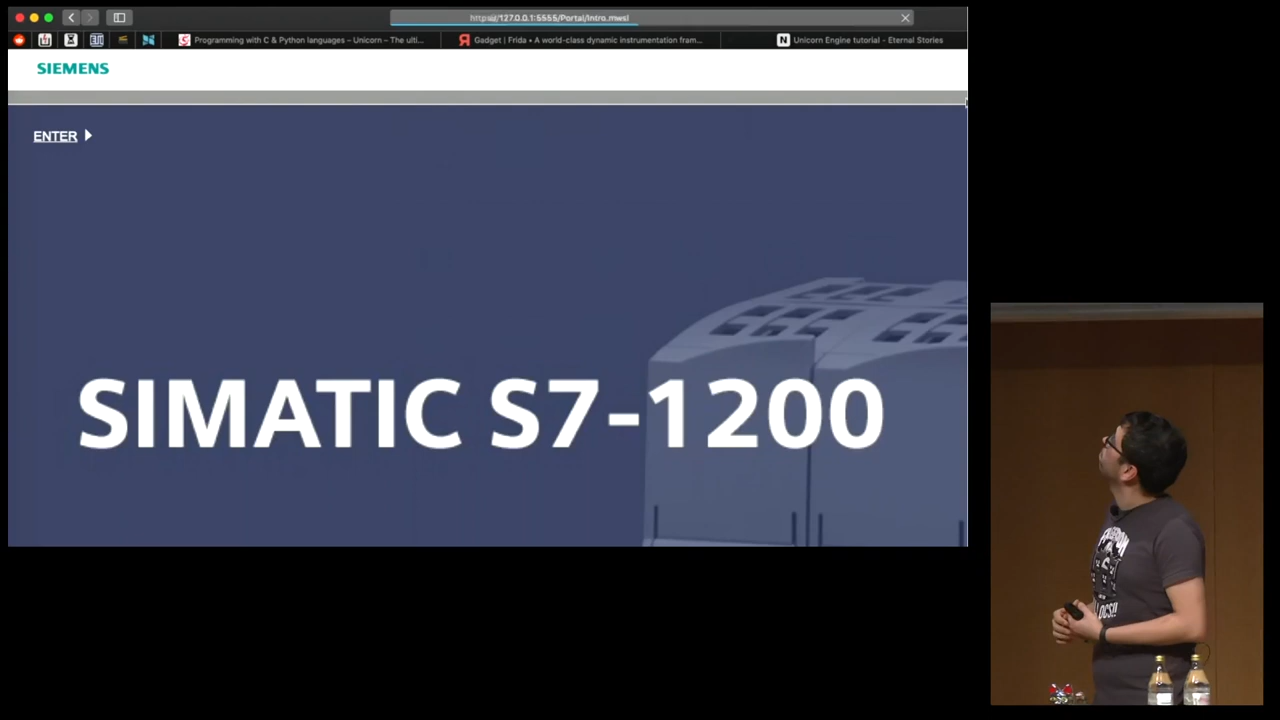 https://127.0.0.1:5555/Portal/Intro.mwsl
Programming with C & Python languages – Unicorn – The ulti...
Gadget | Frida • A world-class dynamic instrumentation fram...
N Unicorn Engine tutorial - Eternal Stories
SIEMENS
ENTER
SIMATIC S7-1200